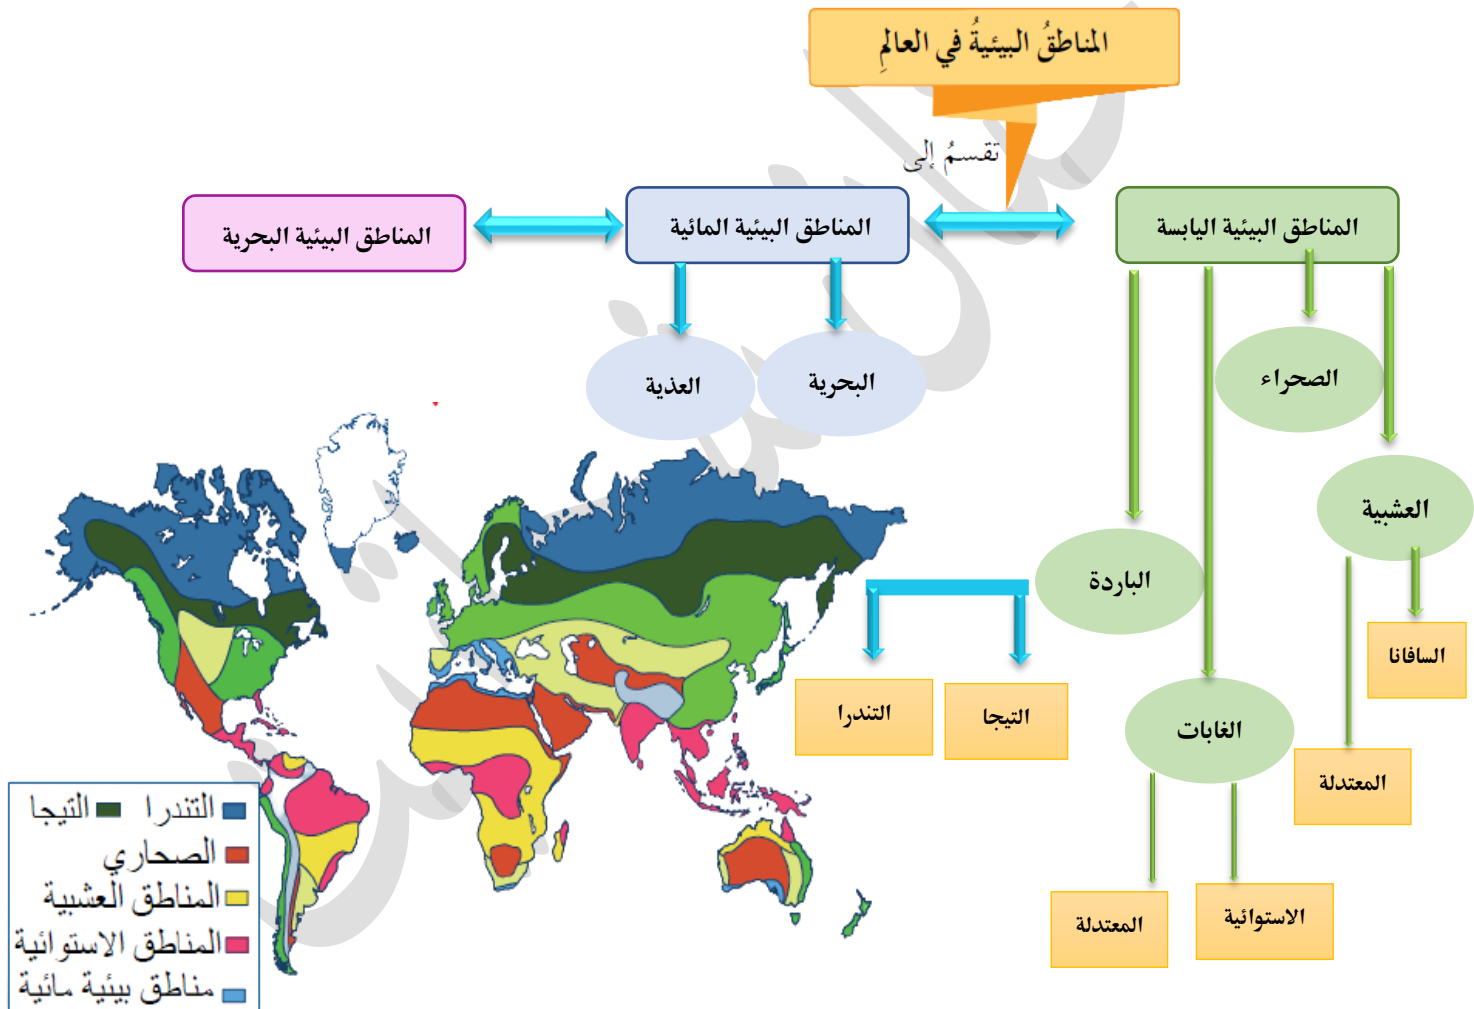 المناطقُ البيئيةُ في العالمِ
تقسمُ إلى
المناطق البيئية اليابسة
المناطق البيئية المائية
المناطق البيئية البحرية
الصحراء
البحرية
العذية
العشبية
الباردة
السافانا
التيجا
التندرا
الغابات
المعتدلة
الاستوائية
المعتدلة
التندرا التيجا
الصحاري
المناطق العشبية
المناطق الاستوائية
مناطق بيئية مائية